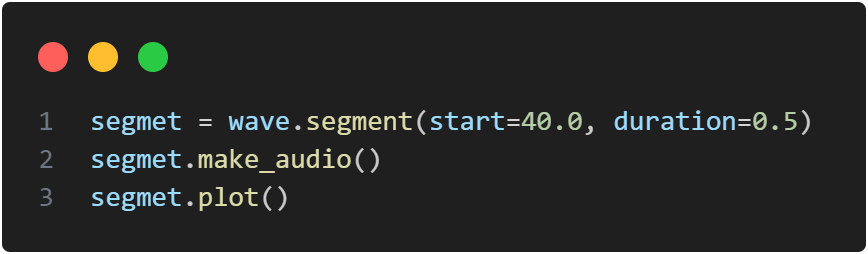 1 segmet = wave.segment(start=40.0, duration=0.5)
2 segmet.make_audio()
3 segmet.plot()